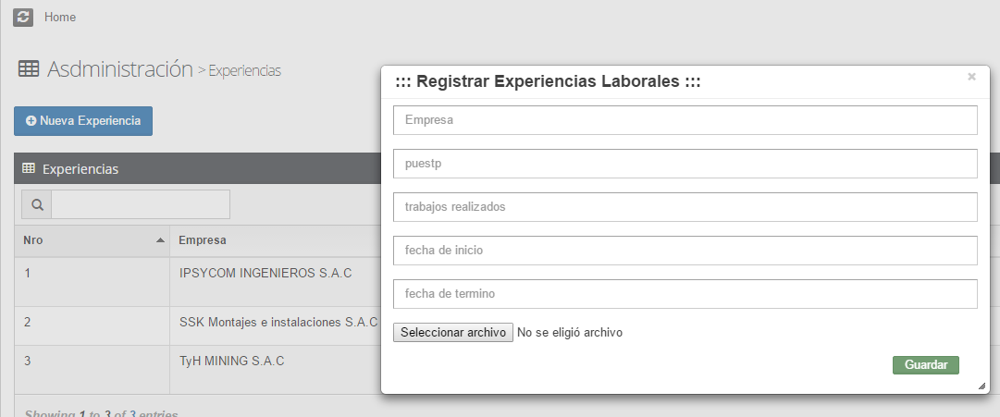 Home
Asdministración > Experiencias
Nueva Experiencia
Experiencias
Nro Empresa
1 IPSYCOM INGENIEROS S.A.C
2 SSK Montajes e instalaciones S.A.C
3 TyH MINING S.A.C
Showing 1 to 3 of 3 entries
::: Registrar Experiencias Laborales :::
×
Empresa
puestp
trabajos realizados
fecha de inicio
fecha de termino
Seleccionar archivo No se eligió archivo
Guardar